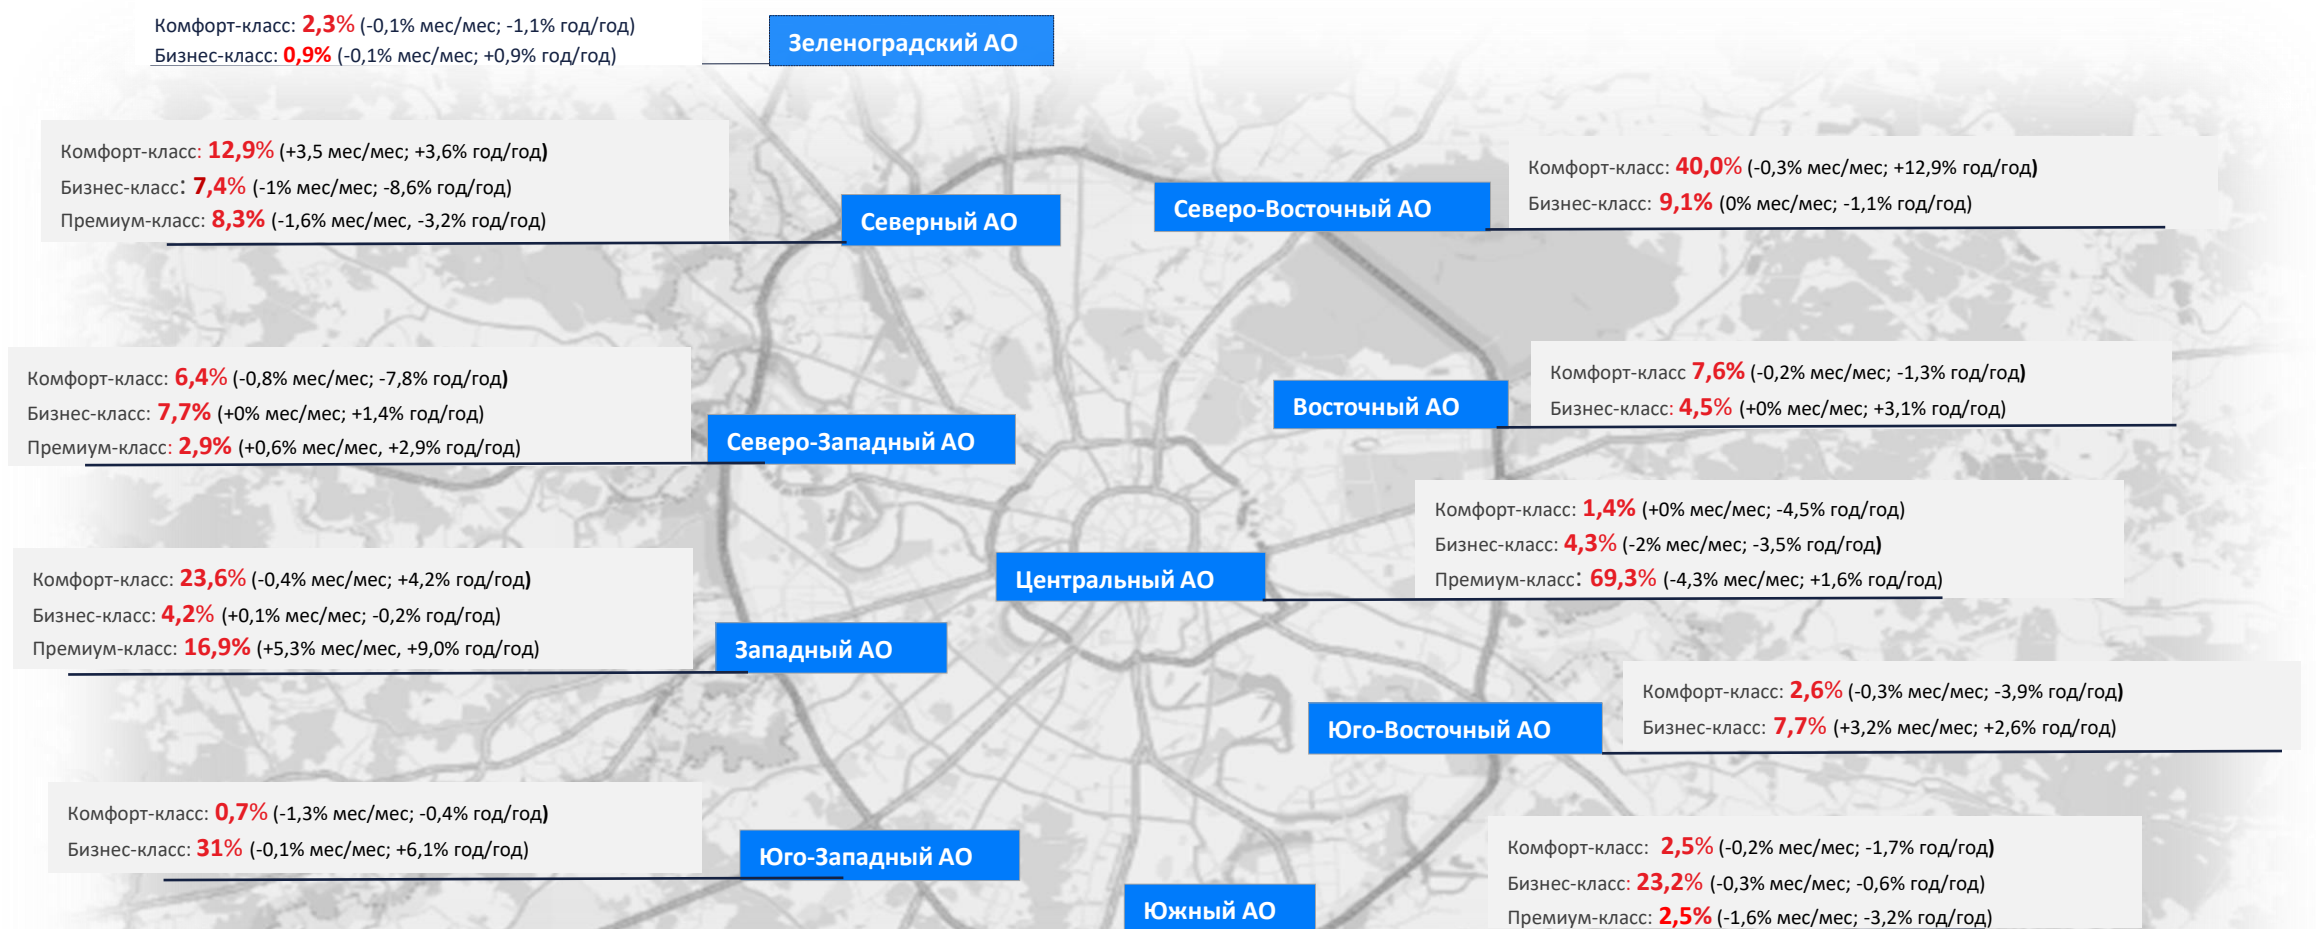 Комфорт-класс: 2,3% (-0,1% мес/мес; -1,1% год/год)
Бизнес-класс: 0,9% (-0,1% мес/мес; +0,9% год/год)
Зеленоградский АО
Комфорт-класс: 12,9% (+3,5 мес/мес; +3,6% год/год)
Бизнес-класс: 7,4% (-1% мес/мес; -8,6% год/год)
Премиум-класс: 8,3% (-1,6% мес/мес, -3,2% год/год)
Северный АО
Северо-Восточный АО
Комфорт-класс: 40,0% (-0,3% мес/мес; +12,9% год/год)
Бизнес-класс: 9,1% (0% мес/мес; -1,1% год/год)
Комфорт-класс: 6,4% (-0,8% мес/мес; -7,8% год/год)
Бизнес-класс: 7,7% (+0% мес/мес; +1,4% год/год)
Премиум-класс: 2,9% (+0,6% мес/мес, +2,9% год/год)
Северо-Западный АО
Восточный АО
Комфорт-класс 7,6% (-0,2% мес/мес; -1,3% год/год)
Бизнес-класс: 4,5% (+0% мес/мес; +3,1% год/год)
Центральный АО
Комфорт-класс: 1,4% (+0% мес/мес; -4,5% год/год)
Бизнес-класс: 4,3% (-2% мес/мес; -3,5% год/год)
Премиум-класс: 69,3% (-4,3% мес/мес; +1,6% год/год)
Комфорт-класс: 23,6% (-0,4% мес/мес; +4,2% год/год)
Бизнес-класс: 4,2% (+0,1% мес/мес; -0,2% год/год)
Премиум-класс: 16,9% (+5,3% мес/мес, +9,0% год/год)
Западный АО
Юго-Восточный АО
Комфорт-класс: 2,6% (-0,3% мес/мес; -3,9% год/год)
Бизнес-класс: 7,7% (+3,2% мес/мес; +2,6% год/год)
Комфорт-класс: 0,7% (-1,3% мес/мес; -0,4% год/год)
Бизнес-класс: 31% (-0,1% мес/мес; +6,1% год/год)
Юго-Западный АО
Южный АО
Комфорт-класс: 2,5% (-0,2% мес/мес; -1,7% год/год)
Бизнес-класс: 23,2% (-0,3% мес/мес; -0,6% год/год)
Премиум-класс: 2,5% (-1,6% мес/мес; -3,2% год/год)